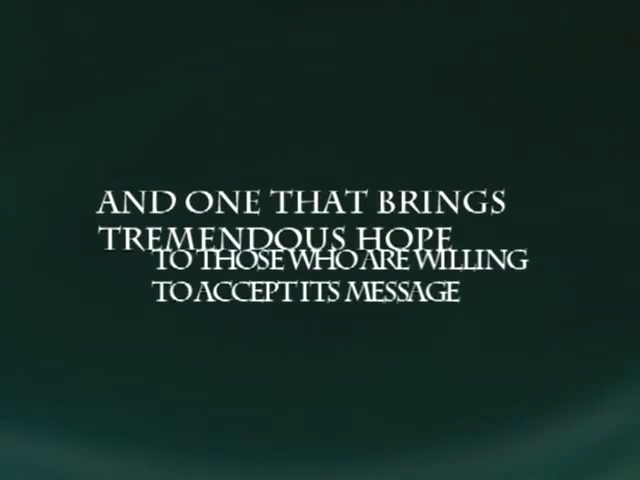 AND ONE THAT BRINGS
TREMENDOUS HOPE
TO THOSE WHO ARE WILLING
TO ACCEPT ITS MESSAGE